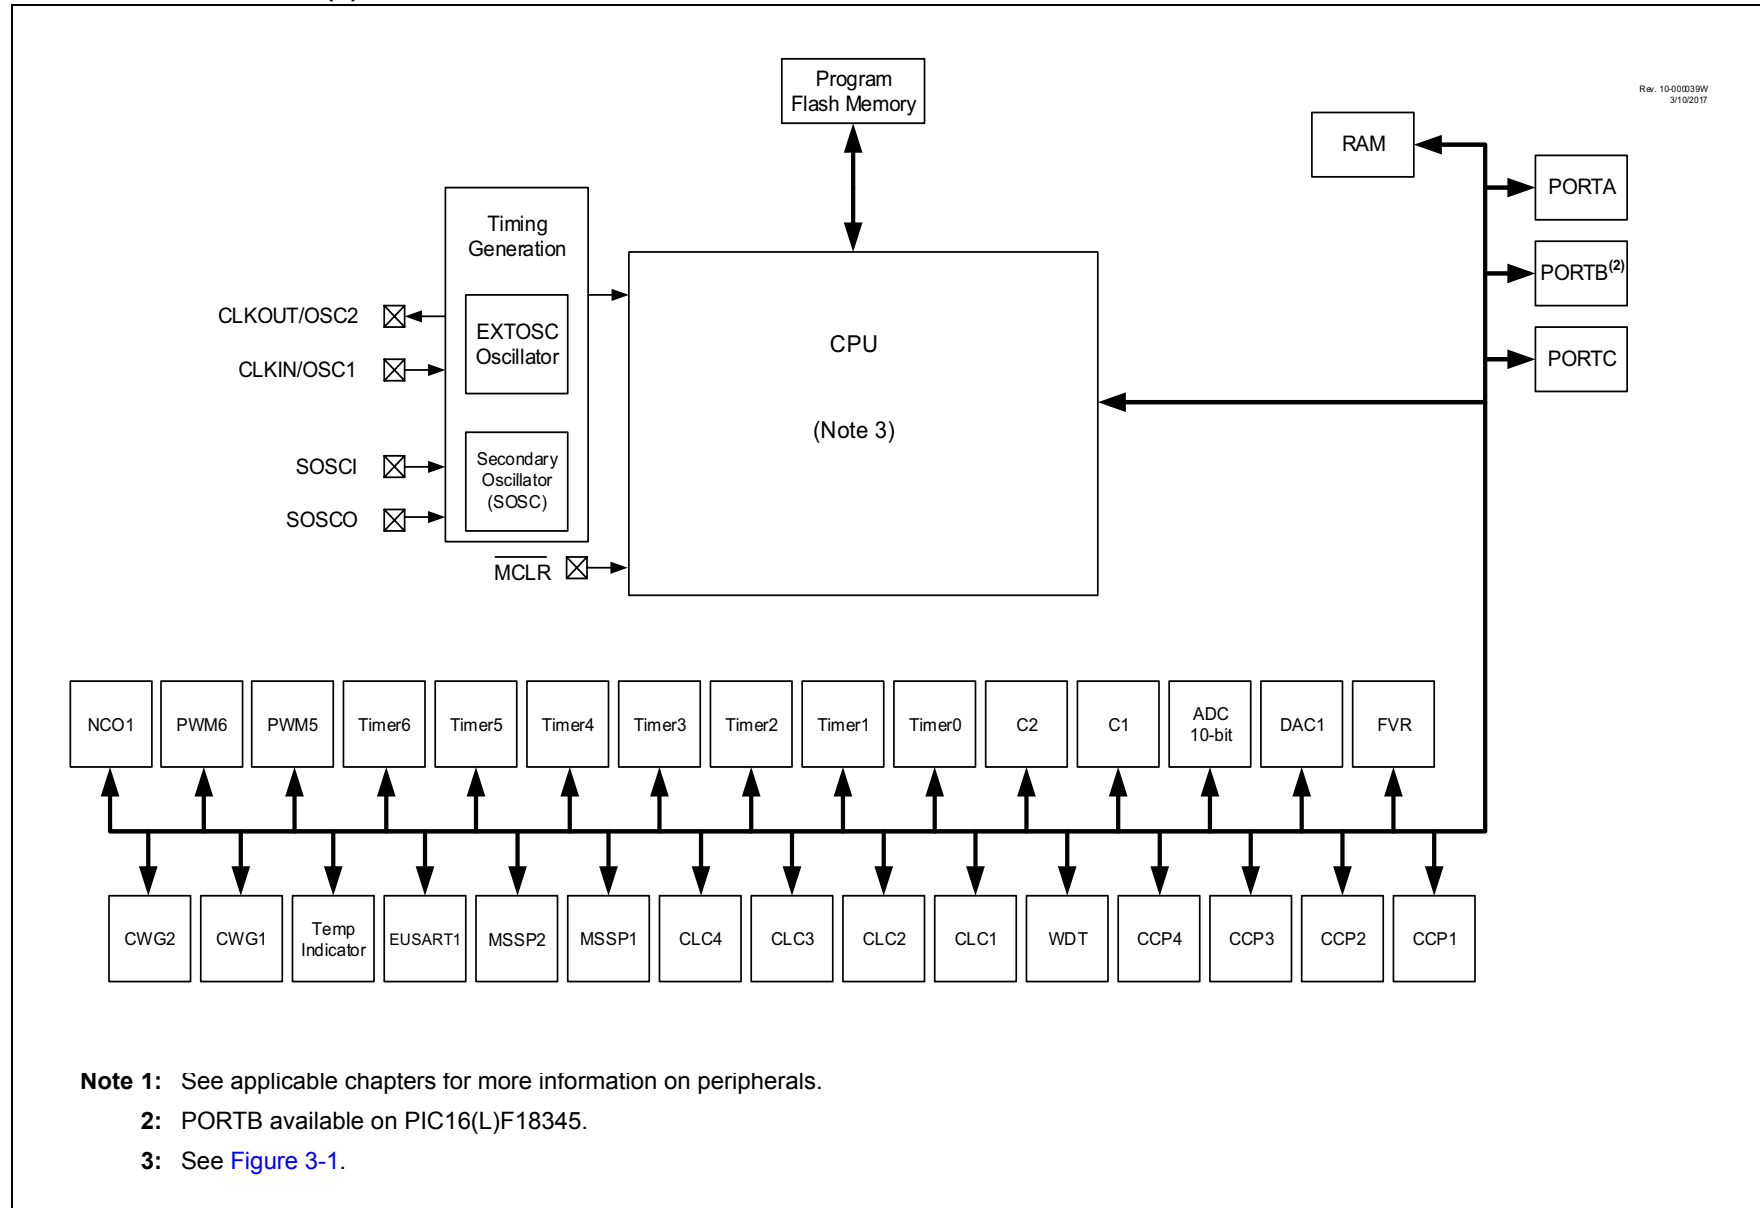 Program
Flash Memory
Rev. 10-000039W
3/10/2017
RAM
PORTA
Timing
Generation
PORTB(2)
CLKOUT/OSC2
EXTOSC
Oscillator
CPU
CLKIN/OSC1
PORTC
(Note 3)
SOSCI
Secondary
Oscillator
(SOSC)
SOSCO
MCLR
NCO1
PWM6
PWM5
Timer6
Timer5
Timer4
Timer3
Timer2
Timer1
Timer0
C2
C1
ADC
10-bit
DAC1
FVR
CWG2
CWG1
Temp
Indicator
EUSART1
MSSP2
MSSP1
CLC4
CLC3
CLC2
CLC1
WDT
CCP4
CCP3
CCP2
CCP1
Note 1: See applicable chapters for more information on peripherals.
2: PORTB available on PIC16(L)F18345.
3: See Figure 3-1.